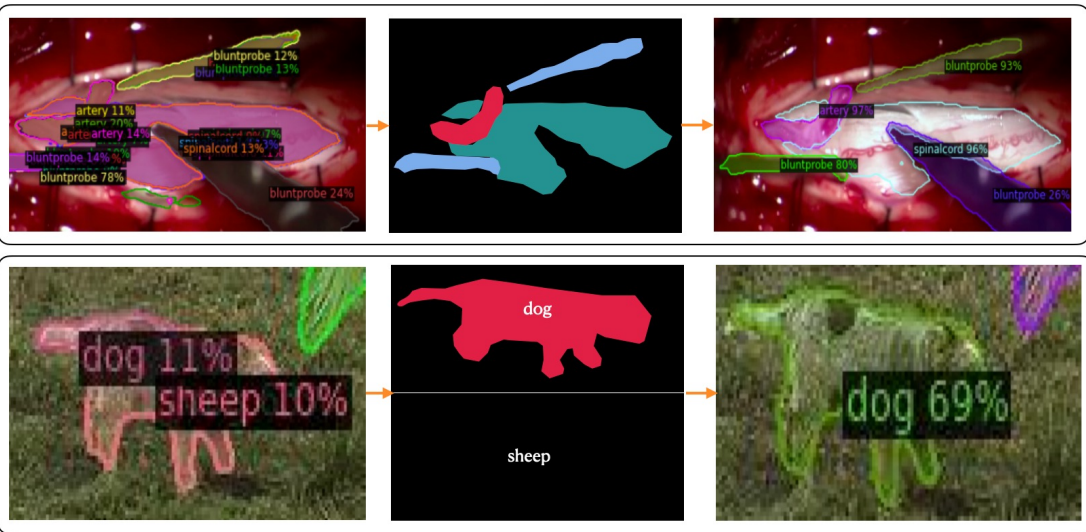 bluntprobe 12%
bluntprobe 13%
artery 11%
artery 20%
artery 14%
spinalcord 13%
bluntprobe 14%
bluntprobe 78%
bluntprobe 24%
bluntprobe 93%
artery 97%
spinalcord 96%
bluntprobe 80%
bluntprobe 26%
dog 11%
sheep 10%
dog
sheep
dog 69%